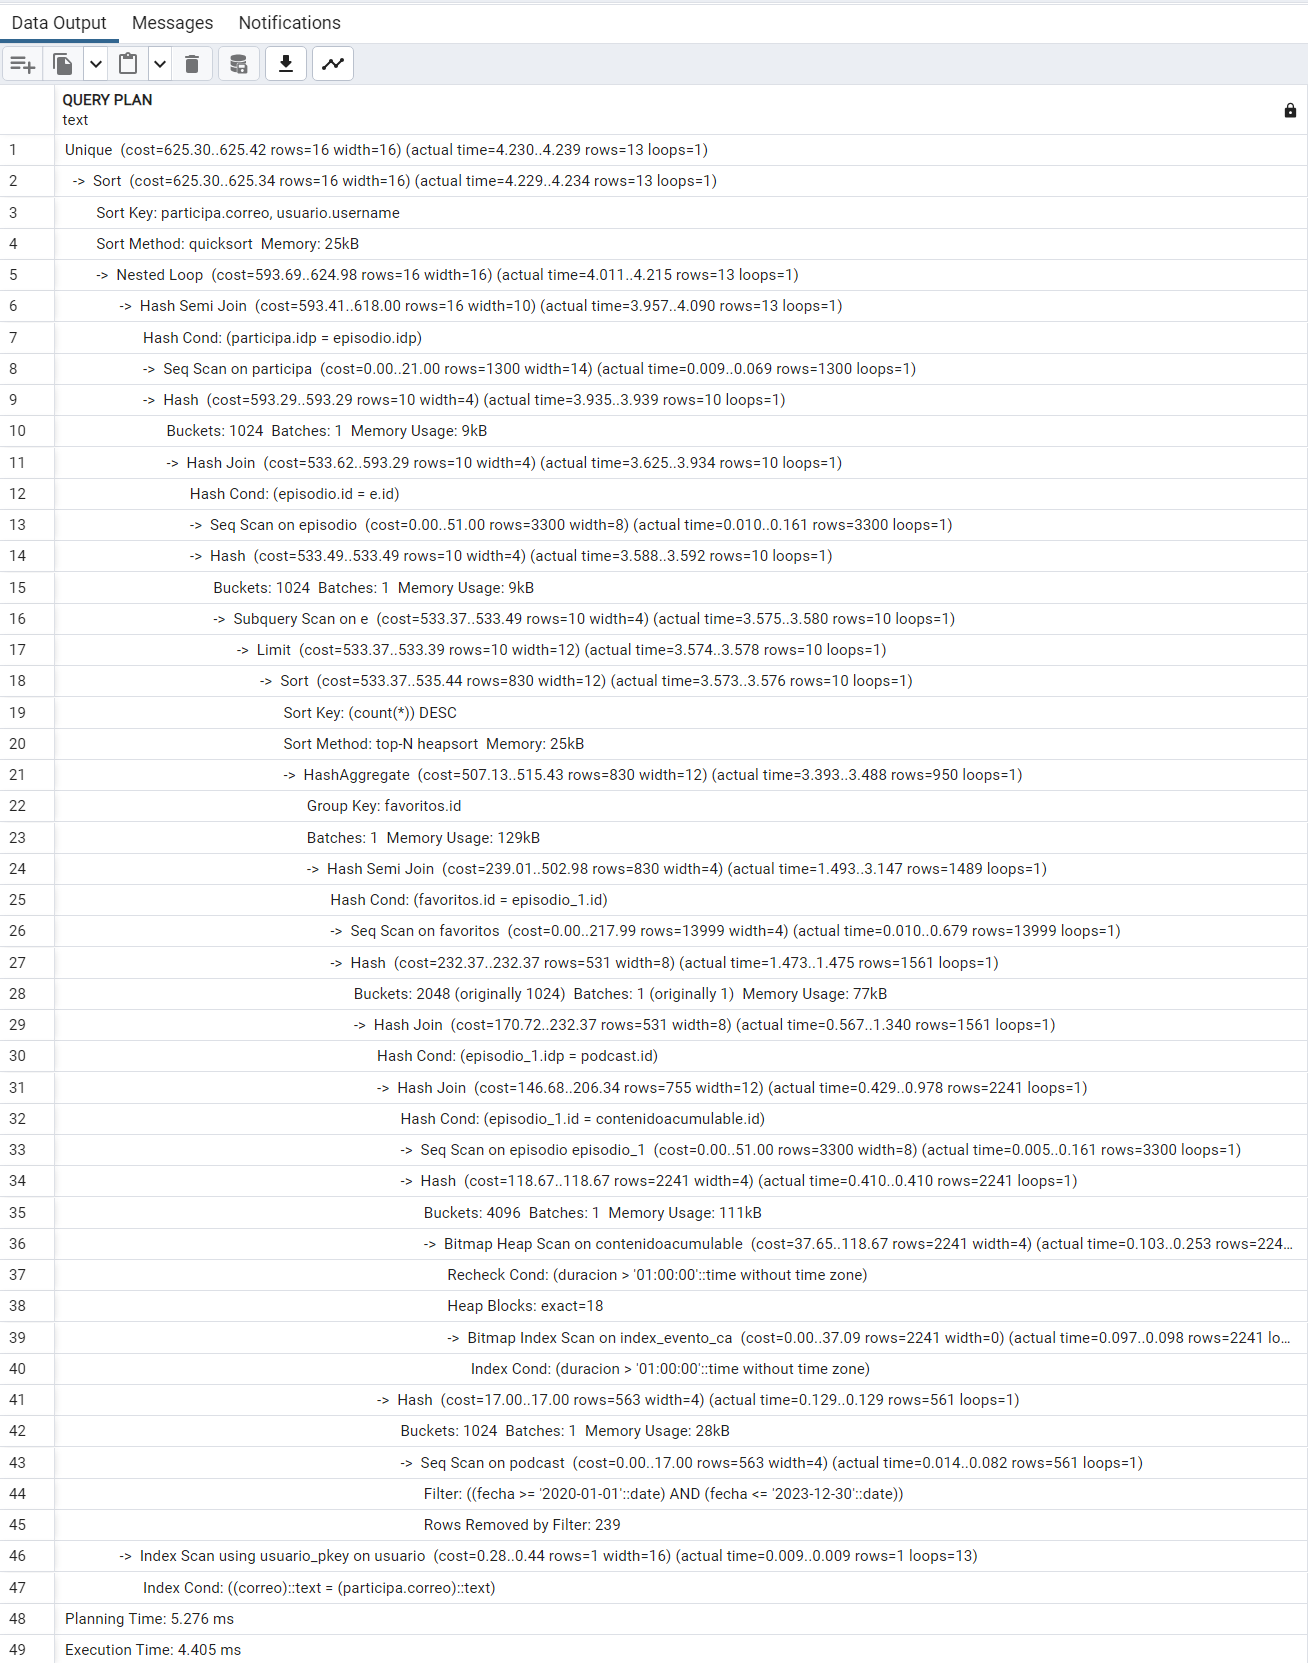 Data Output Messages Notifications
QUERY PLAN
text
1 Unique (cost=625.30..625.42 rows=16 width=16) (actual time=4.230..4.239 rows=13 loops=1)
2 -> Sort (cost=625.30..625.34 rows=16 width=16) (actual time=4.229..4.234 rows=13 loops=1)
3 Sort Key: participa.correo, usuario.username
4 Sort Method: quicksort Memory: 25kB
5 -> Nested Loop (cost=593.69..624.98 rows=16 width=16) (actual time=4.011..4.215 rows=13 loops=1)
6 -> Hash Semi Join (cost=593.41..618.00 rows=16 width=10) (actual time=3.957..4.090 rows=13 loops=1)
7 Hash Cond: (participa.idp = episodio.idp)
8 -> Seq Scan on participa (cost=0.00..21.00 rows=1300 width=14) (actual time=0.009..0.069 rows=1300 loops=1)
9 -> Hash (cost=593.29..593.29 rows=10 width=4) (actual time=3.935..3.939 rows=10 loops=1)
10 Buckets: 1024 Batches: 1 Memory Usage: 9kB
11 -> Hash Join (cost=533.62..593.29 rows=10 width=4) (actual time=3.625..3.934 rows=10 loops=1)
12 Hash Cond: (episodio.id = e.id)
13 -> Seq Scan on episodio (cost=0.00..51.00 rows=3300 width=8) (actual time=0.010..0.161 rows=3300 loops=1)
14 -> Hash (cost=533.49..533.49 rows=10 width=4) (actual time=3.588..3.592 rows=10 loops=1)
15 Buckets: 1024 Batches: 1 Memory Usage: 9kB
16 -> Subquery Scan on e (cost=533.37..533.49 rows=10 width=4) (actual time=3.575..3.580 rows=10 loops=1)
17 -> Limit (cost=533.37..533.39 rows=10 width=12) (actual time=3.574..3.578 rows=10 loops=1)
18 -> Sort (cost=533.37..535.44 rows=830 width=12) (actual time=3.573..3.576 rows=10 loops=1)
19 Sort Key: (count(*)) DESC
20 Sort Method: top-N heapsort Memory: 25kB
21 -> HashAggregate (cost=507.13..515.43 rows=830 width=12) (actual time=3.393..3.488 rows=950 loops=1)
22 Group Key: favoritos.id
23 Batches: 1 Memory Usage: 129kB
24 -> Hash Semi Join (cost=239.01..502.98 rows=830 width=4) (actual time=1.493..3.147 rows=1489 loops=1)
25 Hash Cond: (favoritos.id = episodio_1.id)
26 -> Seq Scan on favoritos (cost=0.00..217.99 rows=13999 width=4) (actual time=0.010..0.679 rows=13999 loops=1)
27 -> Hash (cost=232.37..232.37 rows=531 width=8) (actual time=1.473..1.475 rows=1561 loops=1)
28 Buckets: 2048 (originally 1024) Batches: 1 (originally 1) Memory Usage: 77kB
29 -> Hash Join (cost=170.72..232.37 rows=531 width=8) (actual time=0.567..1.340 rows=1561 loops=1)
30 Hash Cond: (episodio_1.idp = podcast.id)
31 -> Hash Join (cost=146.68..206.34 rows=755 width=12) (actual time=0.429..0.978 rows=2241 loops=1)
32 Hash Cond: (episodio_1.id = contenidoacumulable.id)
33 -> Seq Scan on episodio episodio_1 (cost=0.00..51.00 rows=3300 width=8) (actual time=0.005..0.161 rows=3300 loops=1)
34 -> Hash (cost=118.67..118.67 rows=2241 width=4) (actual time=0.410..0.410 rows=2241 loops=1)
35 Buckets: 4096 Batches: 1 Memory Usage: 111kB
36 -> Bitmap Heap Scan on contenidoacumulable (cost=37.65..118.67 rows=2241 width=4) (actual time=0.103..0.253 rows=224...
37 Recheck Cond: (duracion > '01:00:00'::time without time zone)
38 Heap Blocks: exact=18
39 -> Bitmap Index Scan on index_evento_ca (cost=0.00..37.09 rows=2241 width=0) (actual time=0.097..0.098 rows=2241 lo...
40 Index Cond: (duracion > '01:00:00'::time without time zone)
41 -> Hash (cost=17.00..17.00 rows=563 width=4) (actual time=0.129..0.129 rows=561 loops=1)
42 Buckets: 1024 Batches: 1 Memory Usage: 28kB
43 -> Seq Scan on podcast (cost=0.00..17.00 rows=563 width=4) (actual time=0.014..0.082 rows=561 loops=1)
44 Filter: ((fecha >= '2020-01-01'::date) AND (fecha <= '2023-12-30'::date))
45 Rows Removed by Filter: 239
46 -> Index Scan using usuario_pkey on usuario (cost=0.28..0.44 rows=1 width=16) (actual time=0.009..0.009 rows=1 loops=13)
47 Index Cond: ((correo)::text = (participa.correo)::text)
48 Planning Time: 5.276 ms
49 Execution Time: 4.405 ms